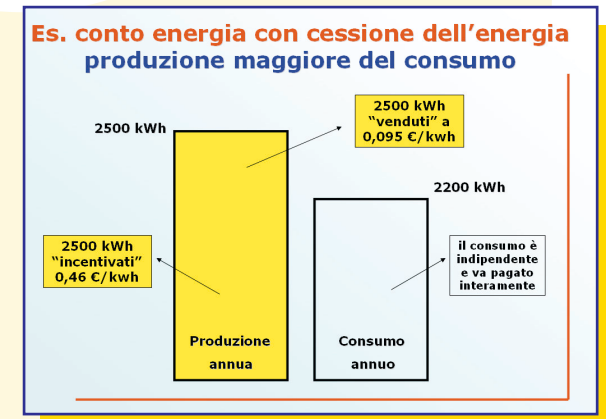 Es. conto energia con cessione dell'energia
produzione maggiore del consumo
2500 kWh
2500 kWh
"venduti" a
0,095 €/kwh
2200 kWh
2500 kWh
"incentivati"
0,46 €/kwh
il consumo è
indipendente
e va pagato
interamente
Produzione
annua
Consumo
annuo